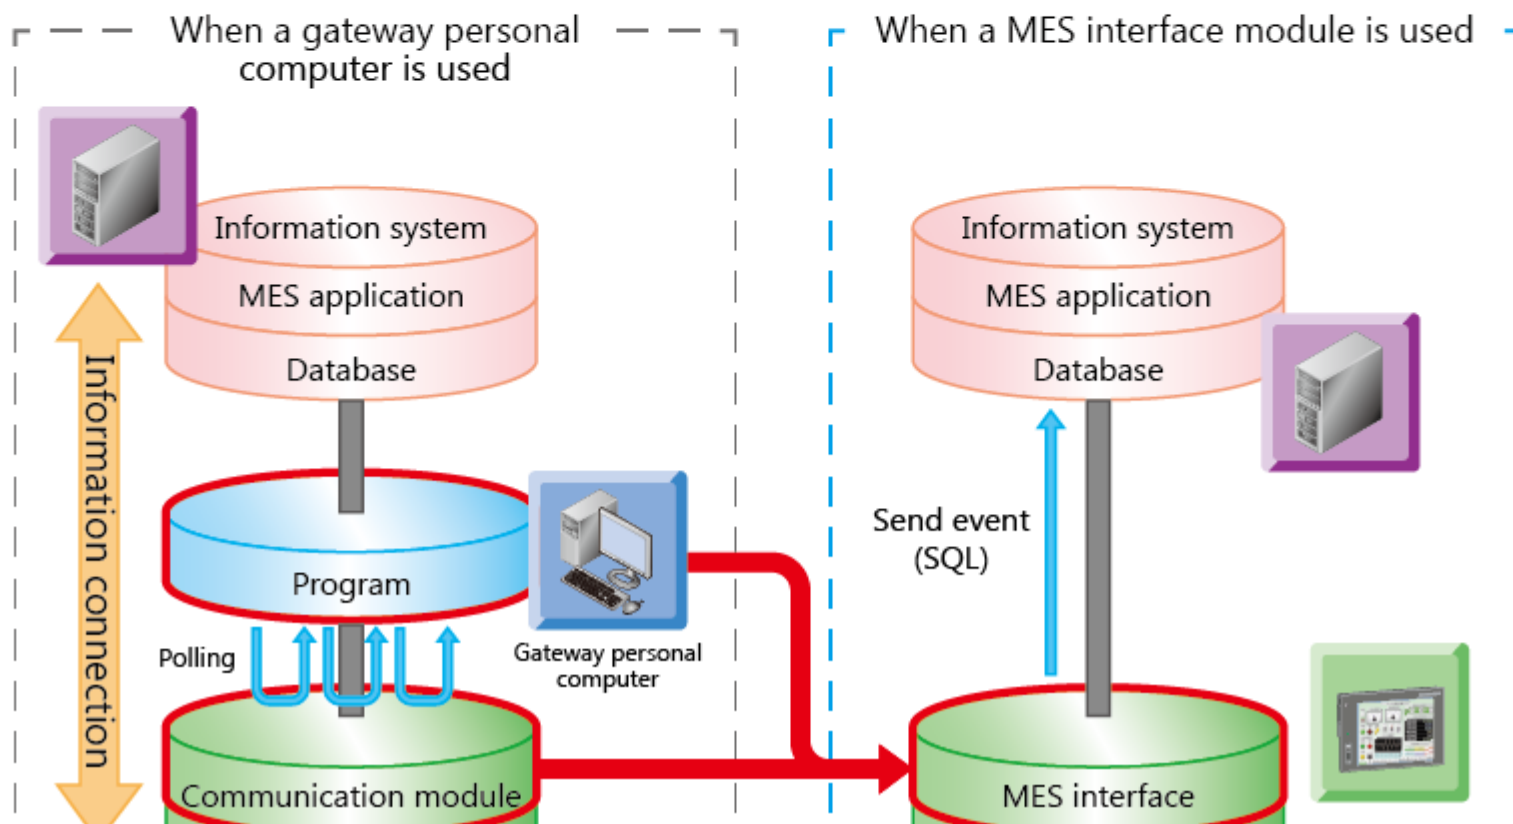 When a gateway personal
computer is used
Information system
MES application
Database
Information connection
Program
Polling
Gateway personal
computer
Communication module
When a MES interface module is used
Information system
MES application
Database
Send event
(SQL)
MES interface